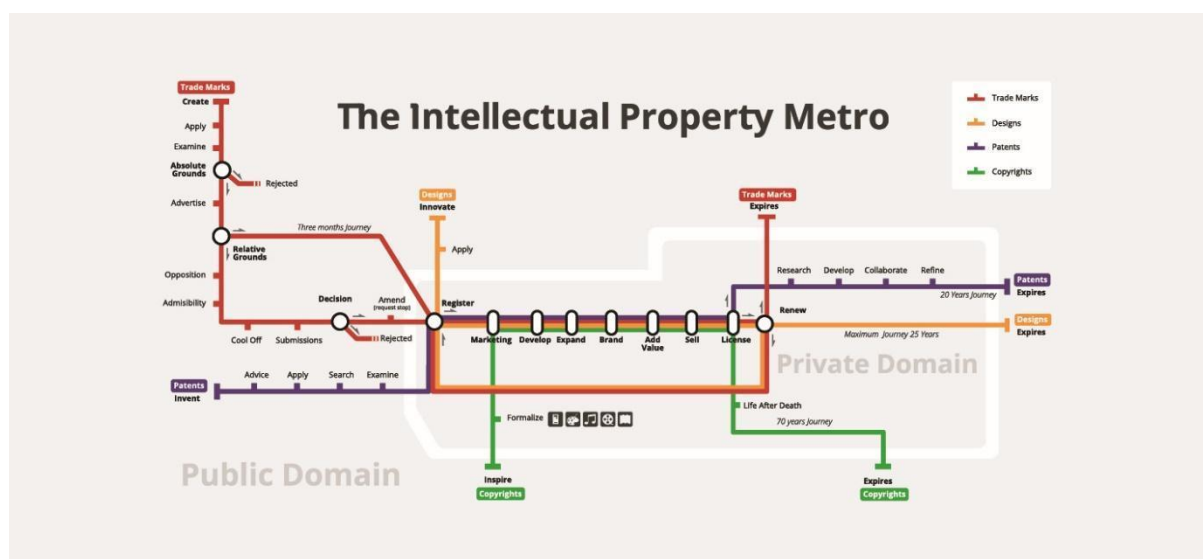 The Intellectual Property Metro
Trade Marks
Create
Apply
Examine
Absolute
Grounds
Rejected
Advertise
Three months Journey
Relative
Grounds
Opposition
Admisibility
Cool Off
Submissions
Decision
Rejected
Amend
(request stop)
Designs
Innovate
Apply
Register
Patents
Invent
Advice
Apply
Search
Examine
Marketing
Develop
Expand
Brand
Add
Value
Sell
License
Renew
Trade Marks
Expires
Research
Develop
Collaborate
Refine
20 Years Journey
Patents
Expires
Maximum Journey 25 Years
Designs
Expires
Private Domain
Formalize
Inspire
Copyrights
Life After Death
70 years Journey
Expires
Copyrights
Public Domain
Trade Marks
Designs
Patents
Copyrights